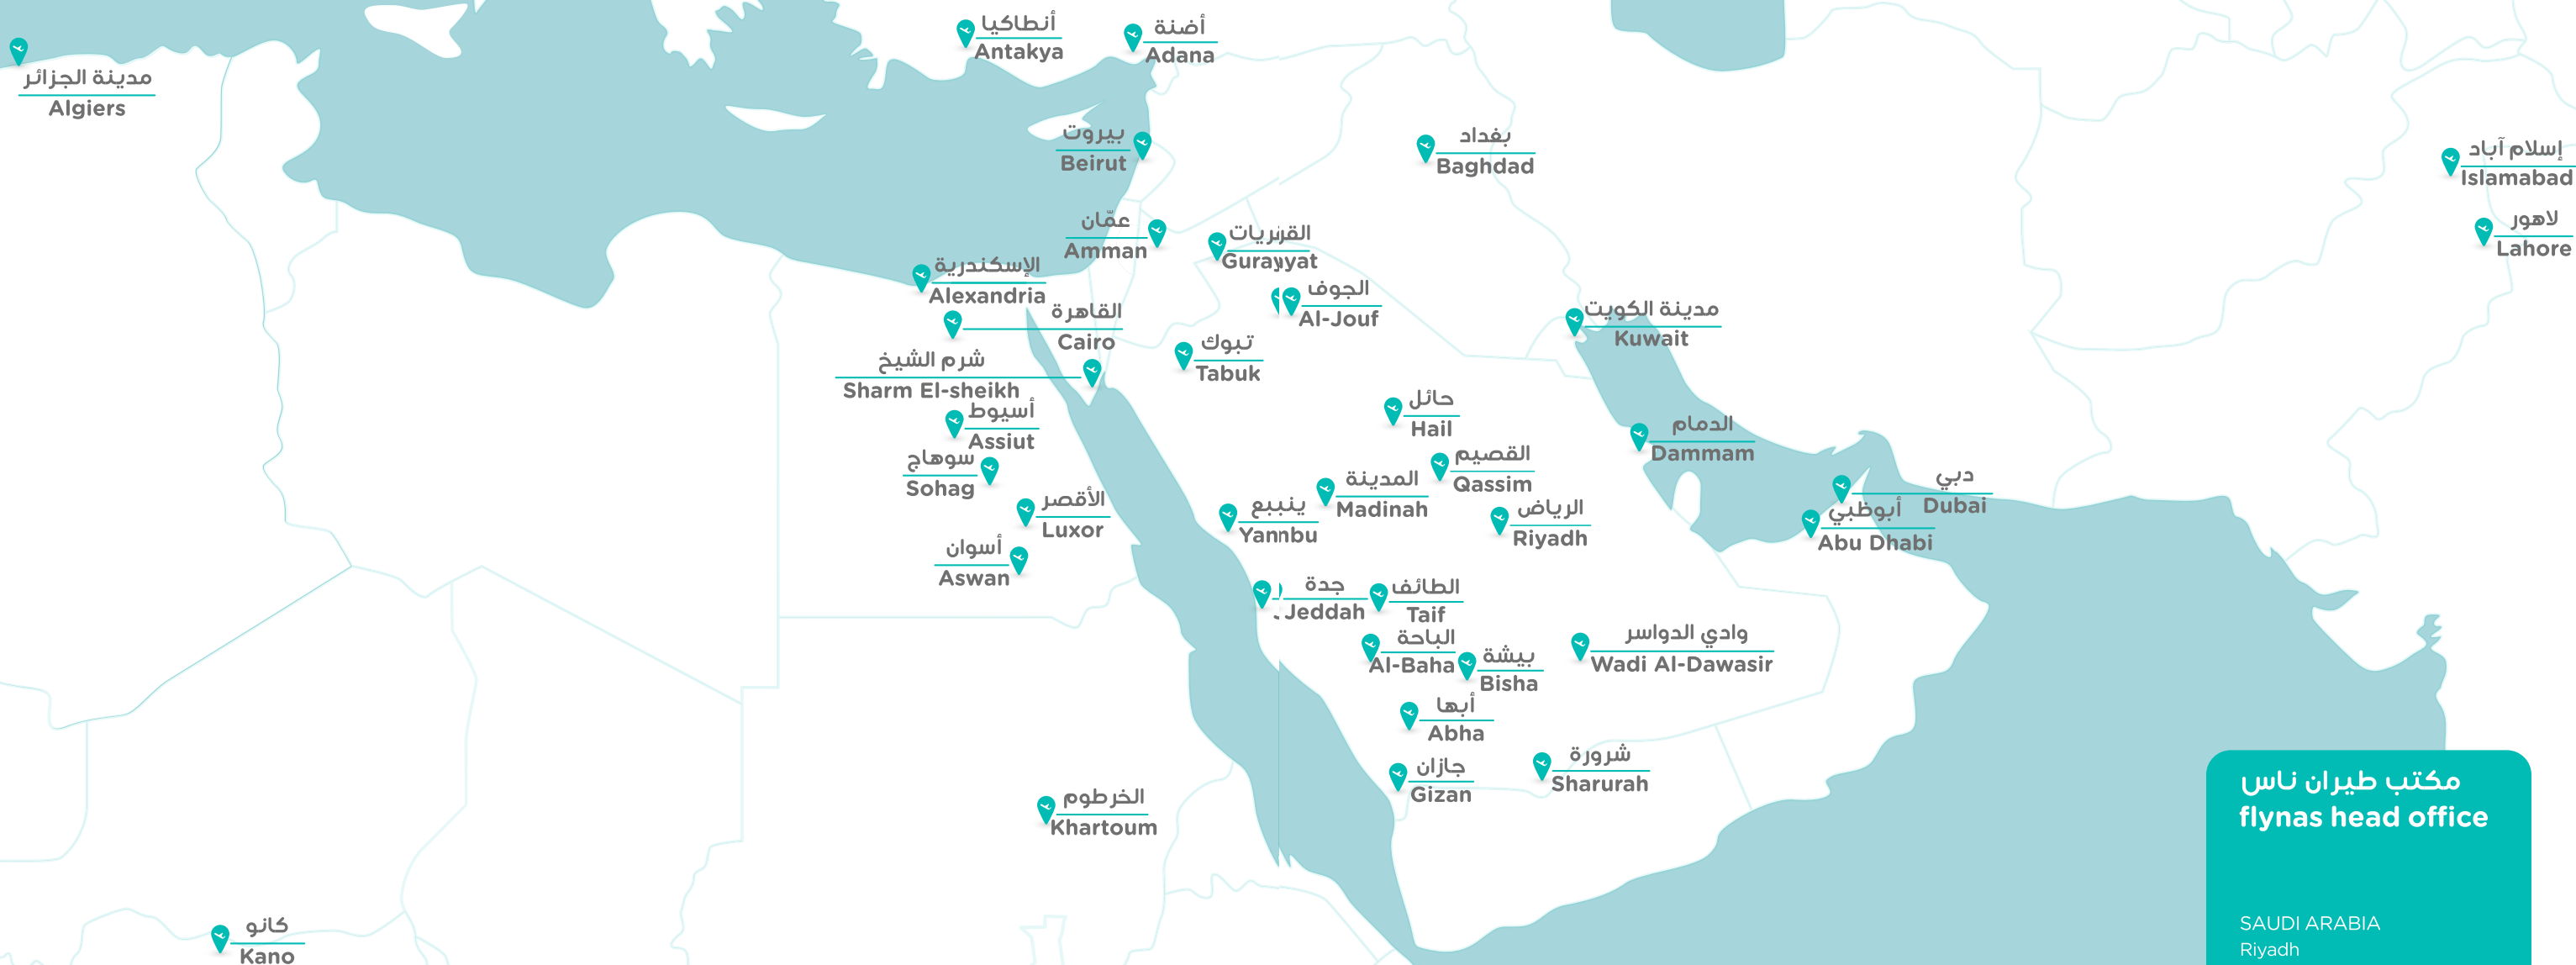 أنطاكيا
Antakya
أضنة
Adana
مدينة الجزائر
Algiers
بيروت
Beirut
بغداد
Baghdad
إسلام آباد
Islamabad
لاهور
Lahore
عمّان
Amman
القريات
Gurayyat
الإسكندرية
Alexandria
الجوف
Al-Jouf
القاهرة
Cairo
مدينة الكويت
Kuwait
تبوك
Tabuk
شرم الشيخ
Sharm El-sheikh
حائل
Hail
أسيوط
Assiut
الدمام
Dammam
سوهاج
Sohag
القصيم
Qassim
المدينة
Madinah
دبي
Dubai
الأقصر
Luxor
ينبع
Yambu
الرياض
Riyadh
أبوظبي
Abu Dhabi
أسوان
Aswan
جدة
Jeddah
الطائف
Taif
الباحة
Al-Baha
بيشة
Bisha
وادي الدواسر
Wadi Al-Dawasir
أبها
Abha
شرورة
Sharurah
جازان
Gizan
الخرطوم
Khartoum
كانو
Kano
مكتب طيران ناس
flynas head office
SAUDI ARABIA
Riyadh